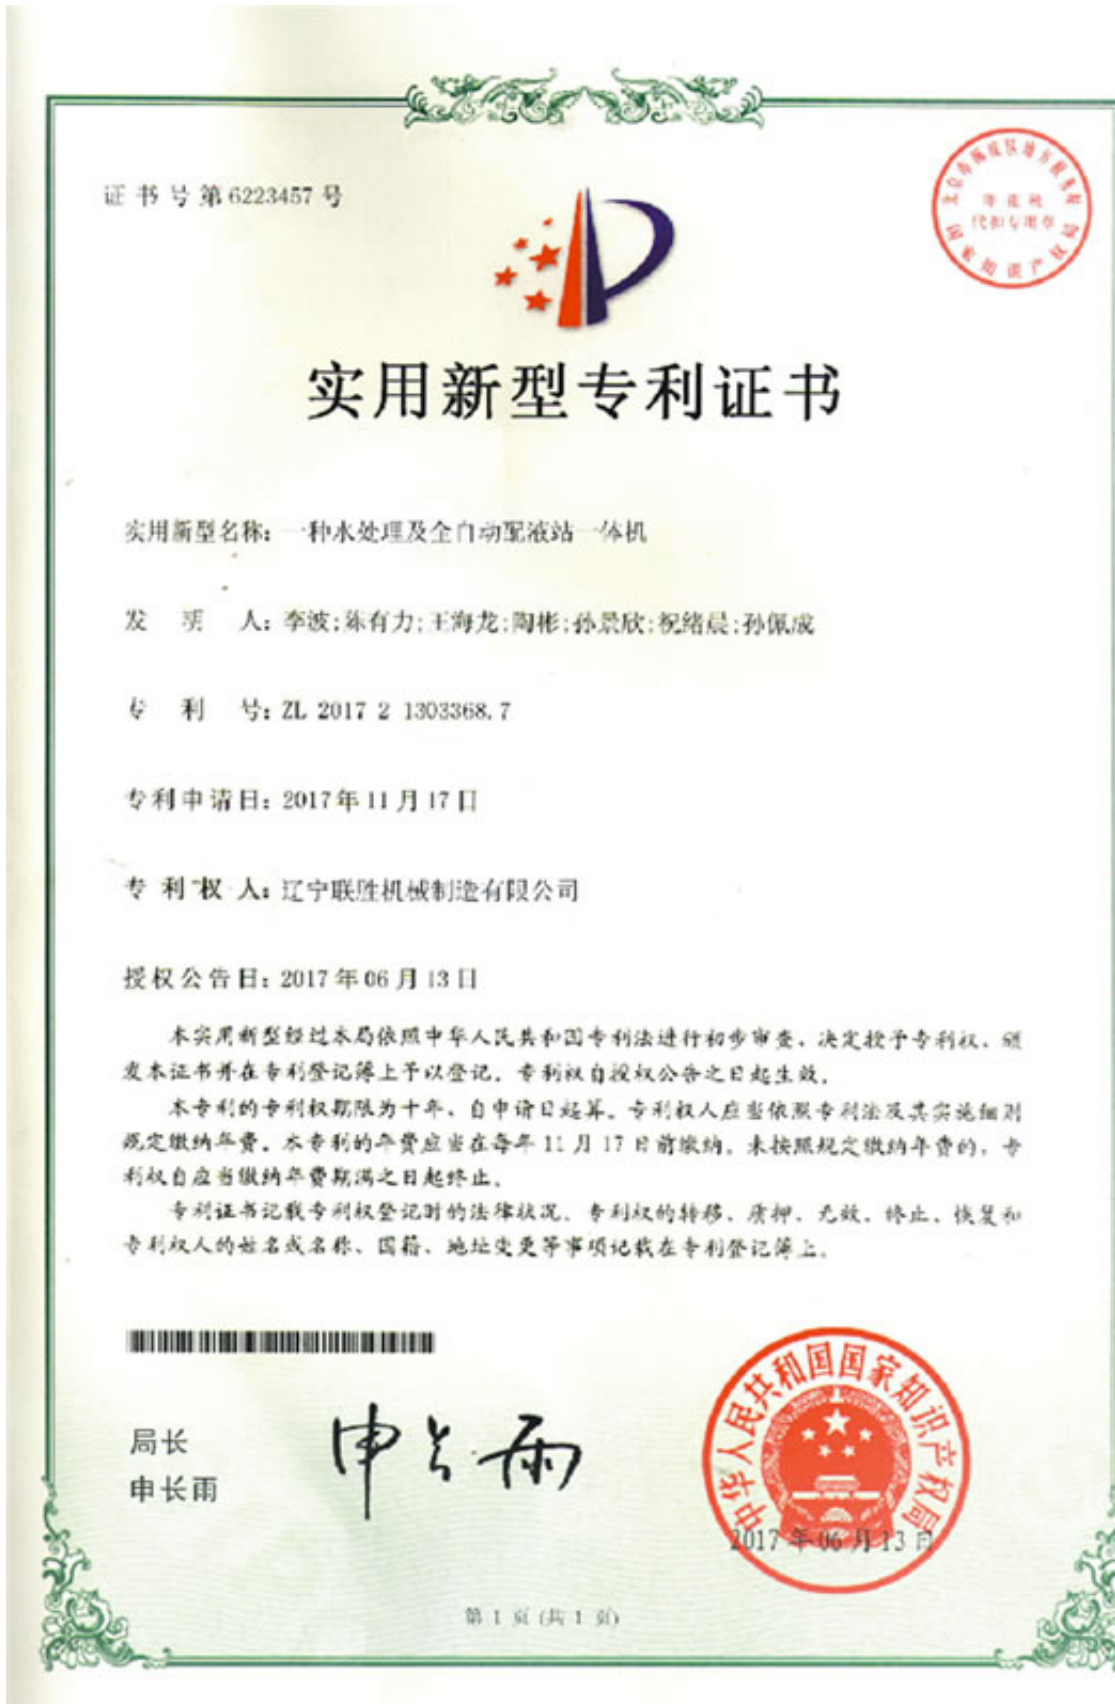 证书号第6223457号
国家知识产权局
代扣专用章
实用新型专利证书
实用新型名称：一种水处理及全自动配液站一体机
发 明 人：李波;陈有力;王海龙;陶彬;孙景欣;祝绪晨;孙佩成
专 利 号：ZL 2017 2 1303368.7
专利申请日：2017年11月17日
专 利 权 人：辽宁联胜机械制造有限公司
授权公告日：2017年06月13日
本实用新型经过本局依照中华人民共和国专利法进行初步审查，决定授予专利权，颁
发本证书并在专利登记簿上予以登记。专利权自授权公告之日起生效。
本专利的专利权期限为十年，自申请日起算。专利权人应当依照专利法及其实施细则
规定缴纳年费。本专利的年费应当在每年11月17日前缴纳。未按照规定缴纳年费的，专
利权自应当缴纳年费期满之日起终止。
专利证书记载专利权登记时的法律状况。专利权的转移、质押、无效、终止、恢复和
专利权人的姓名或名称、国籍、地址变更等事项记载在专利登记簿上。
局长
申长雨
申长雨
中华人民共和国国家知识产权局
2017年06月13日
第1页(共1页)